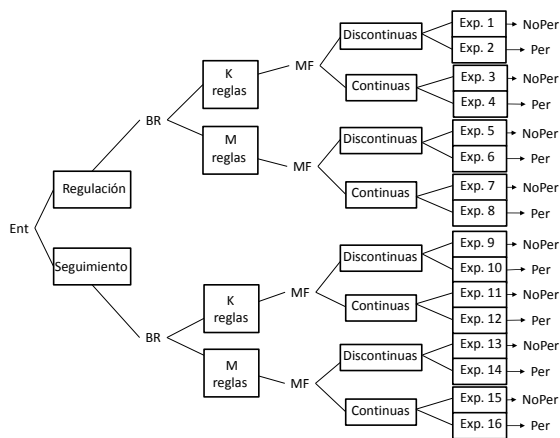 Ent
Regulación
Seguimiento
BR
BR
K
reglas
M
reglas
K
reglas
M
reglas
MF
MF
MF
MF
Discontinuas
Continuas
Discontinuas
Continuas
Discontinuas
Continuas
Discontinuas
Continuas
Exp. 1 NoPer
Exp. 2 Per
Exp. 3 NoPer
Exp. 4 Per
Exp. 5 NoPer
Exp. 6 Per
Exp. 7 NoPer
Exp. 8 Per
Exp. 9 NoPer
Exp. 10 Per
Exp. 11 NoPer
Exp. 12 Per
Exp. 13 NoPer
Exp. 14 Per
Exp. 15 NoPer
Exp. 16 Per